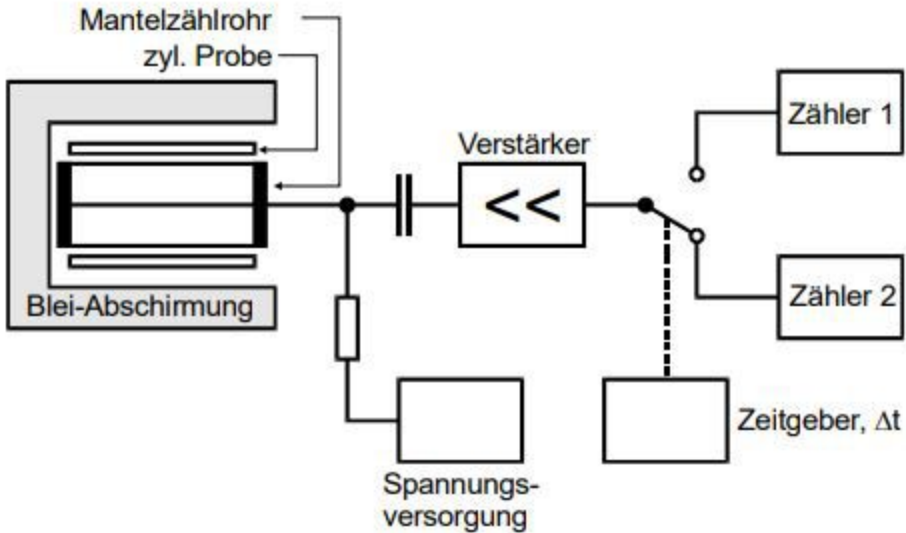 Mantelzählrohr
zyl. Probe
Zähler 1
Verstärker
<<
Blei-Abschirmung
Zähler 2
Zeitgeber, Δt
Spannungs-
versorgung